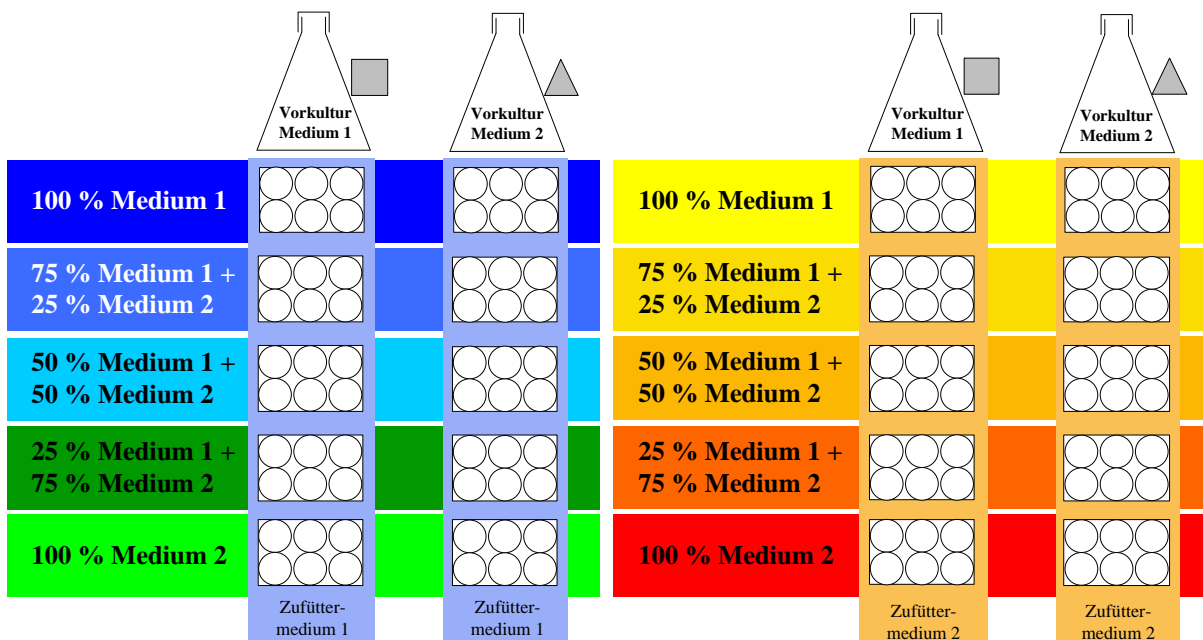 Vorkultur
Medium 1
Vorkultur
Medium 2
100 % Medium 1
75 % Medium 1 +
25 % Medium 2
50 % Medium 1 +
50 % Medium 2
25 % Medium 1 +
75 % Medium 2
100 % Medium 2
Zufütter-
medium 1
Zufütter-
medium 1
Vorkultur
Medium 1
Vorkultur
Medium 2
100 % Medium 1
75 % Medium 1 +
25 % Medium 2
50 % Medium 1 +
50 % Medium 2
25 % Medium 1 +
75 % Medium 2
100 % Medium 2
Zufütter-
medium 2
Zufütter-
medium 2